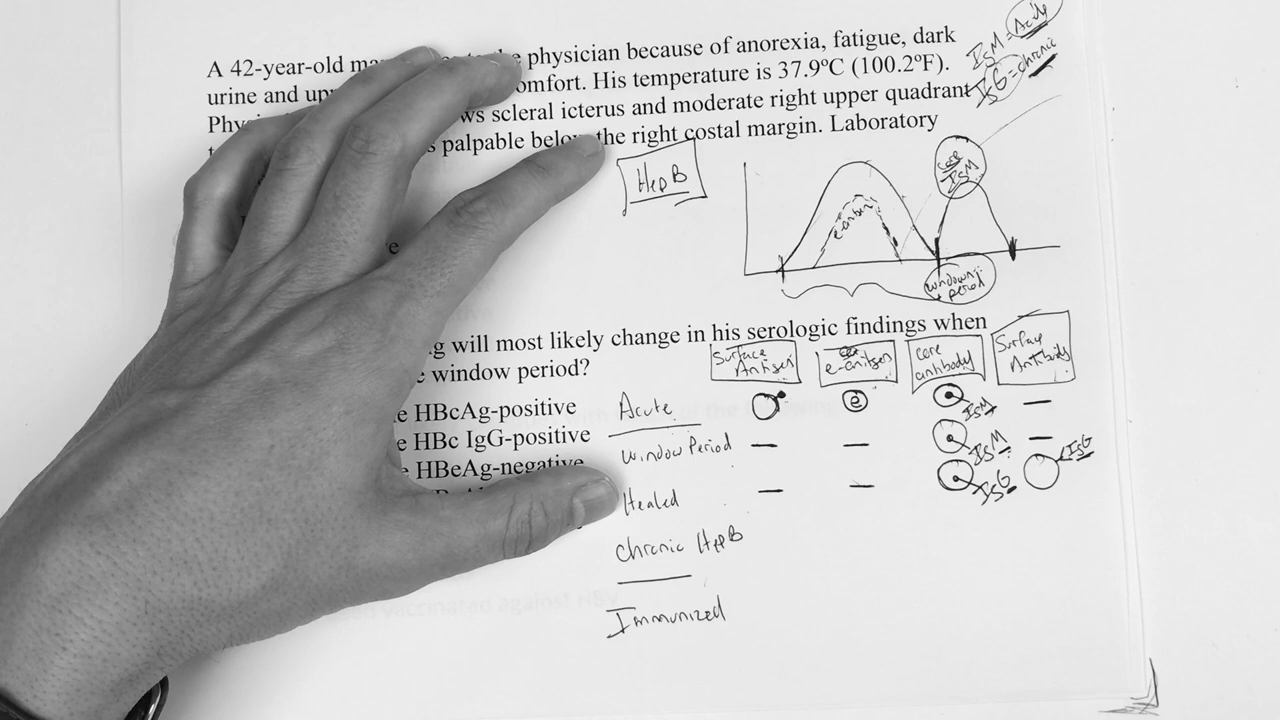 A 42-year-old physician because of anorexia, fatigue, dark
urine and omfort. His temperature is 37.9ºC (100.2ºF).
ws scleral icterus and moderate right upper quadrant
palpable below the right costal margin. Laboratory
IgM = Acute
IgG = chronic
Hep B
core
IgM
e-antigen
window
period
g will most likely change in his serologic findings when
window period?
Surface
Antigen
e-antigen
core
antibody
Surface
Antibody
e HBcAg-positive
e HBc IgG-positive
e HBeAg-negative
Acute
IgM
—
Window Period — — IgM —
Healed — — IgG IgG
Chronic Hep B
Immunized